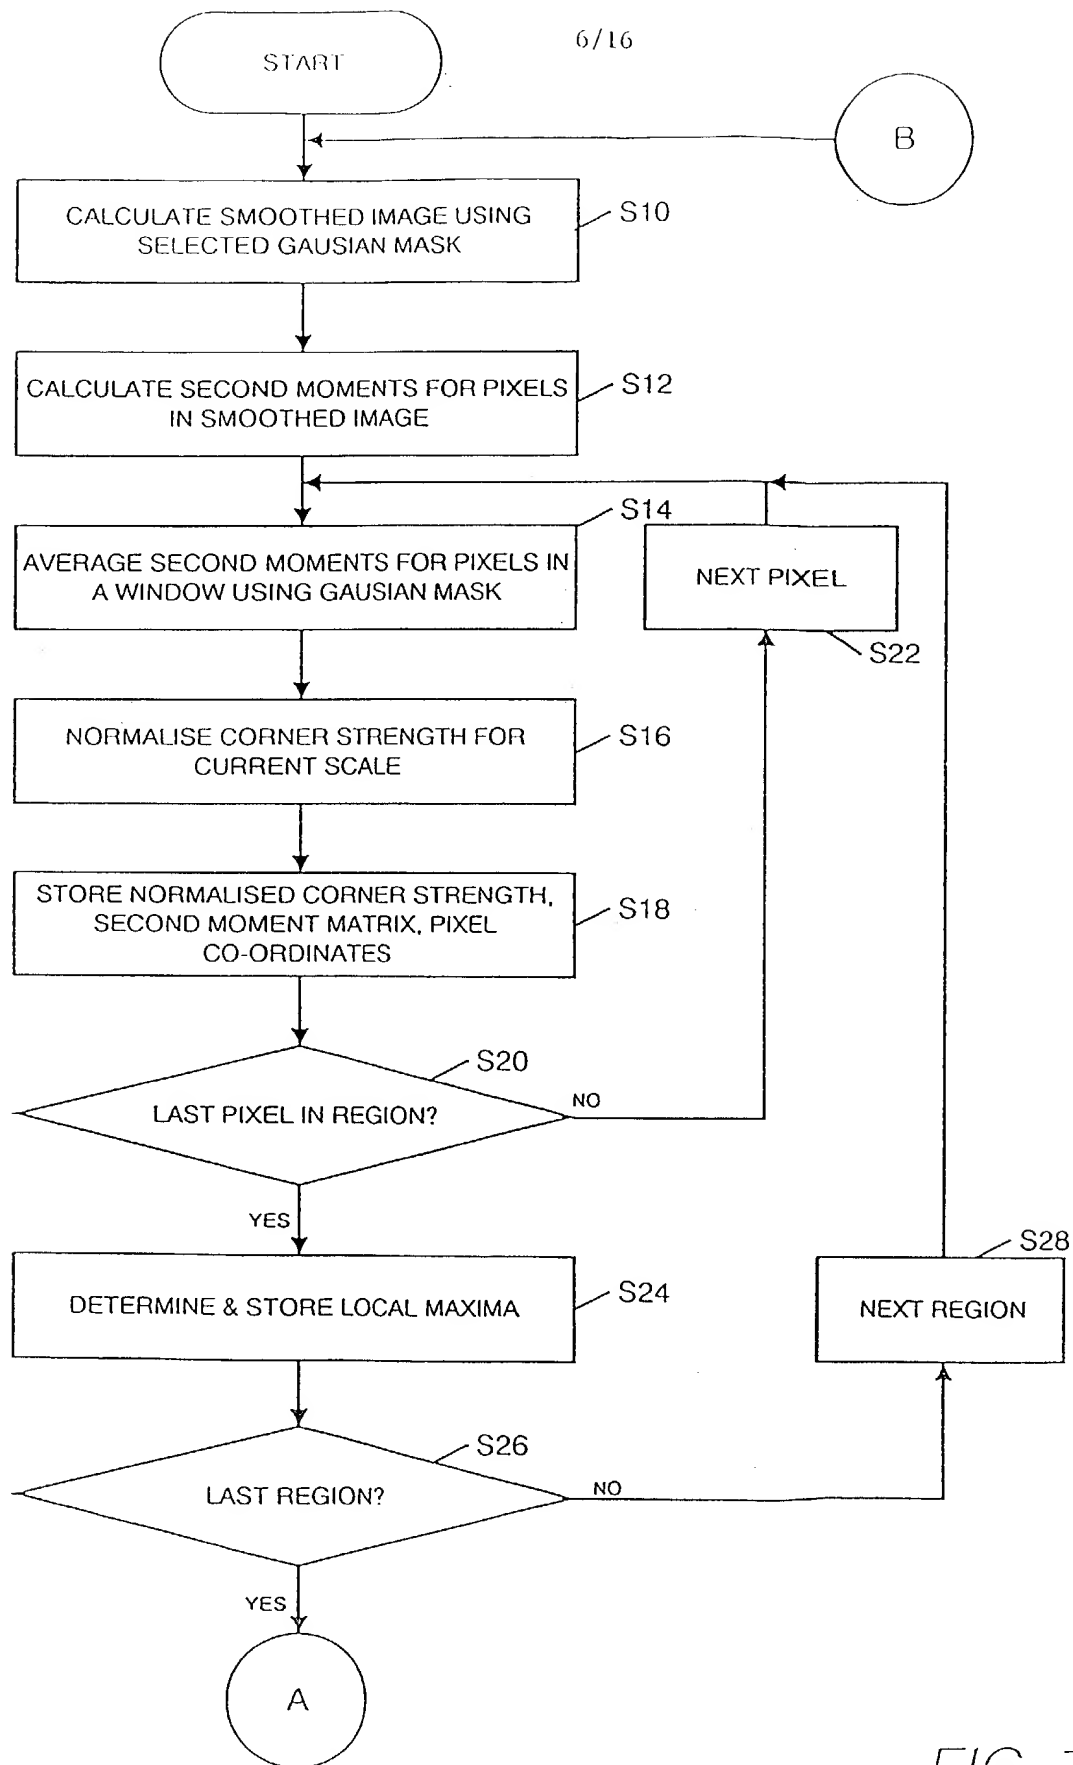 6/16
START
B
CALCULATE SMOOTHED IMAGE USING
SELECTED GAUSIAN MASK
S10
CALCULATE SECOND MOMENTS FOR PIXELS
IN SMOOTHED IMAGE
S12
AVERAGE SECOND MOMENTS FOR PIXELS IN
A WINDOW USING GAUSIAN MASK
S14
NEXT PIXEL
S22
NORMALISE CORNER STRENGTH FOR
CURRENT SCALE
S16
STORE NORMALISED CORNER STRENGTH,
SECOND MOMENT MATRIX, PIXEL
CO-ORDINATES
S18
LAST PIXEL IN REGION?
S20
NO
YES
DETERMINE & STORE LOCAL MAXIMA
S24
NEXT REGION
S28
LAST REGION?
S26
NO
YES
A
FIG.